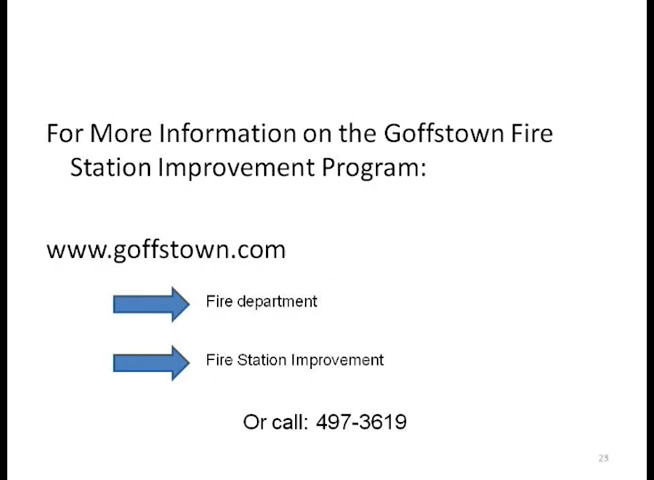 For More Information on the Goffstown Fire
Station Improvement Program:
www.goffstown.com
Fire department
Fire Station Improvement
Or call: 497-3619
23